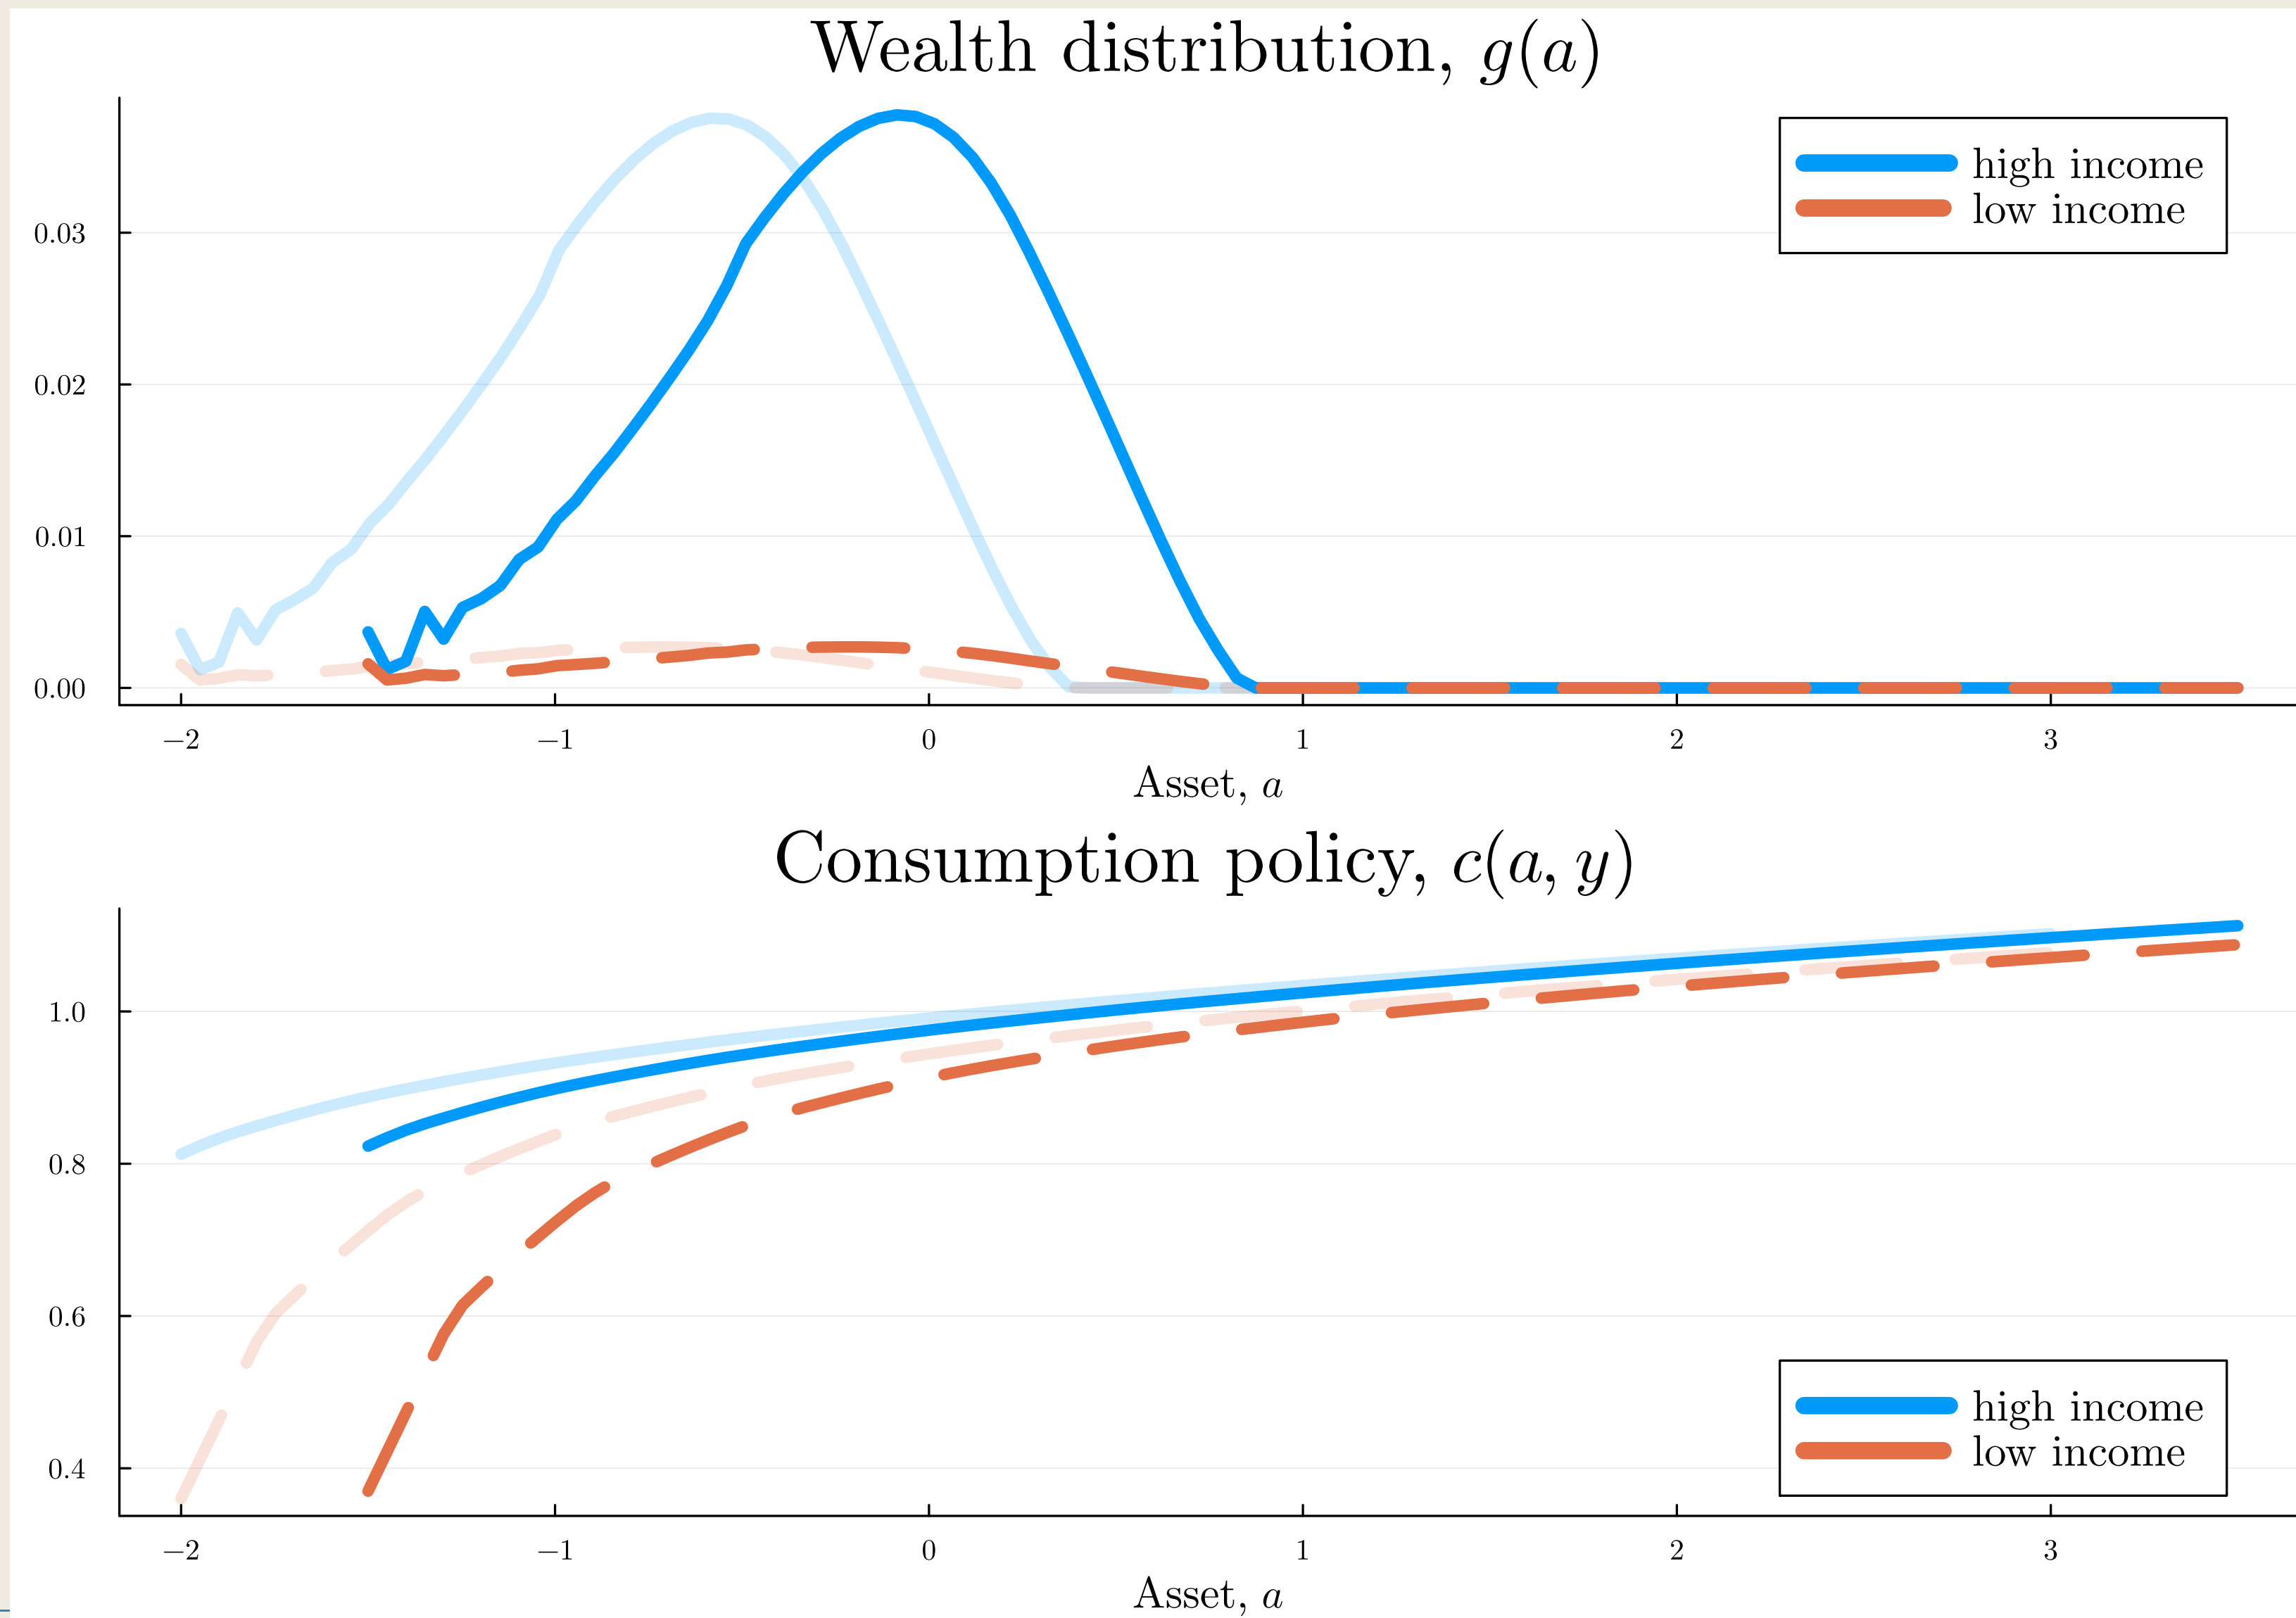 Wealth distribution, g(a)
high income
low income
0.03
0.02
0.01
0.00
−2 −1 0 1 2 3
Asset, a
Consumption policy, c(a, y)
1.0
0.8
0.6
0.4
high income
low income
−2 −1 0 1 2 3
Asset, a